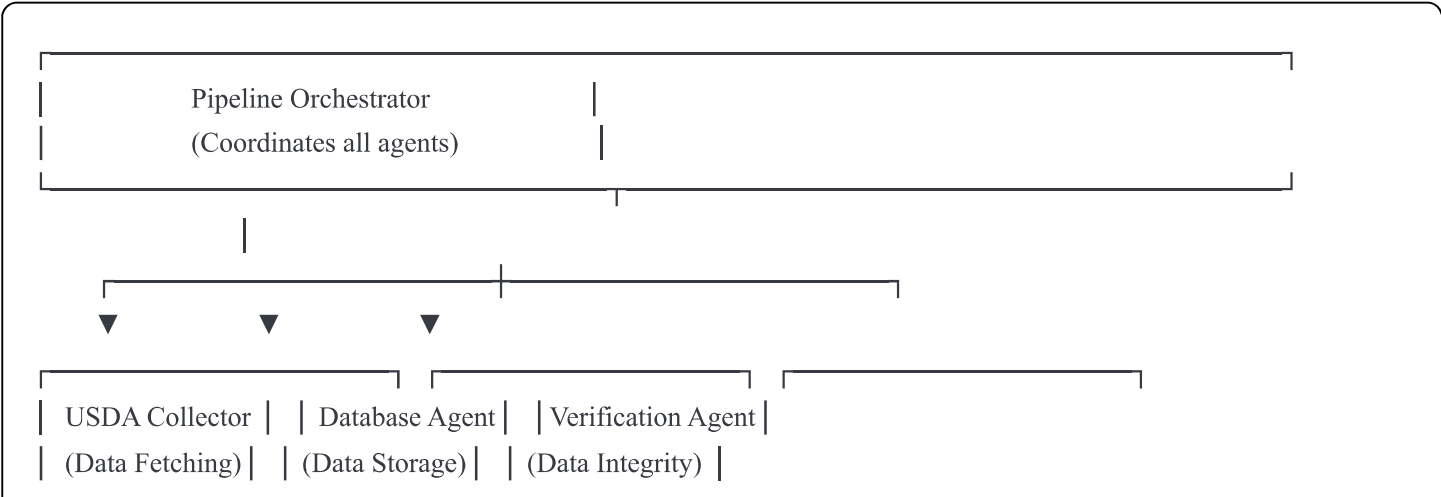 Pipeline Orchestrator
(Coordinates all agents)
▼ ▼ ▼
USDA Collector │ │ Database Agent│ │Verification Agent│
(Data Fetching)│ │ (Data Storage)│ │ (Data Integrity) │